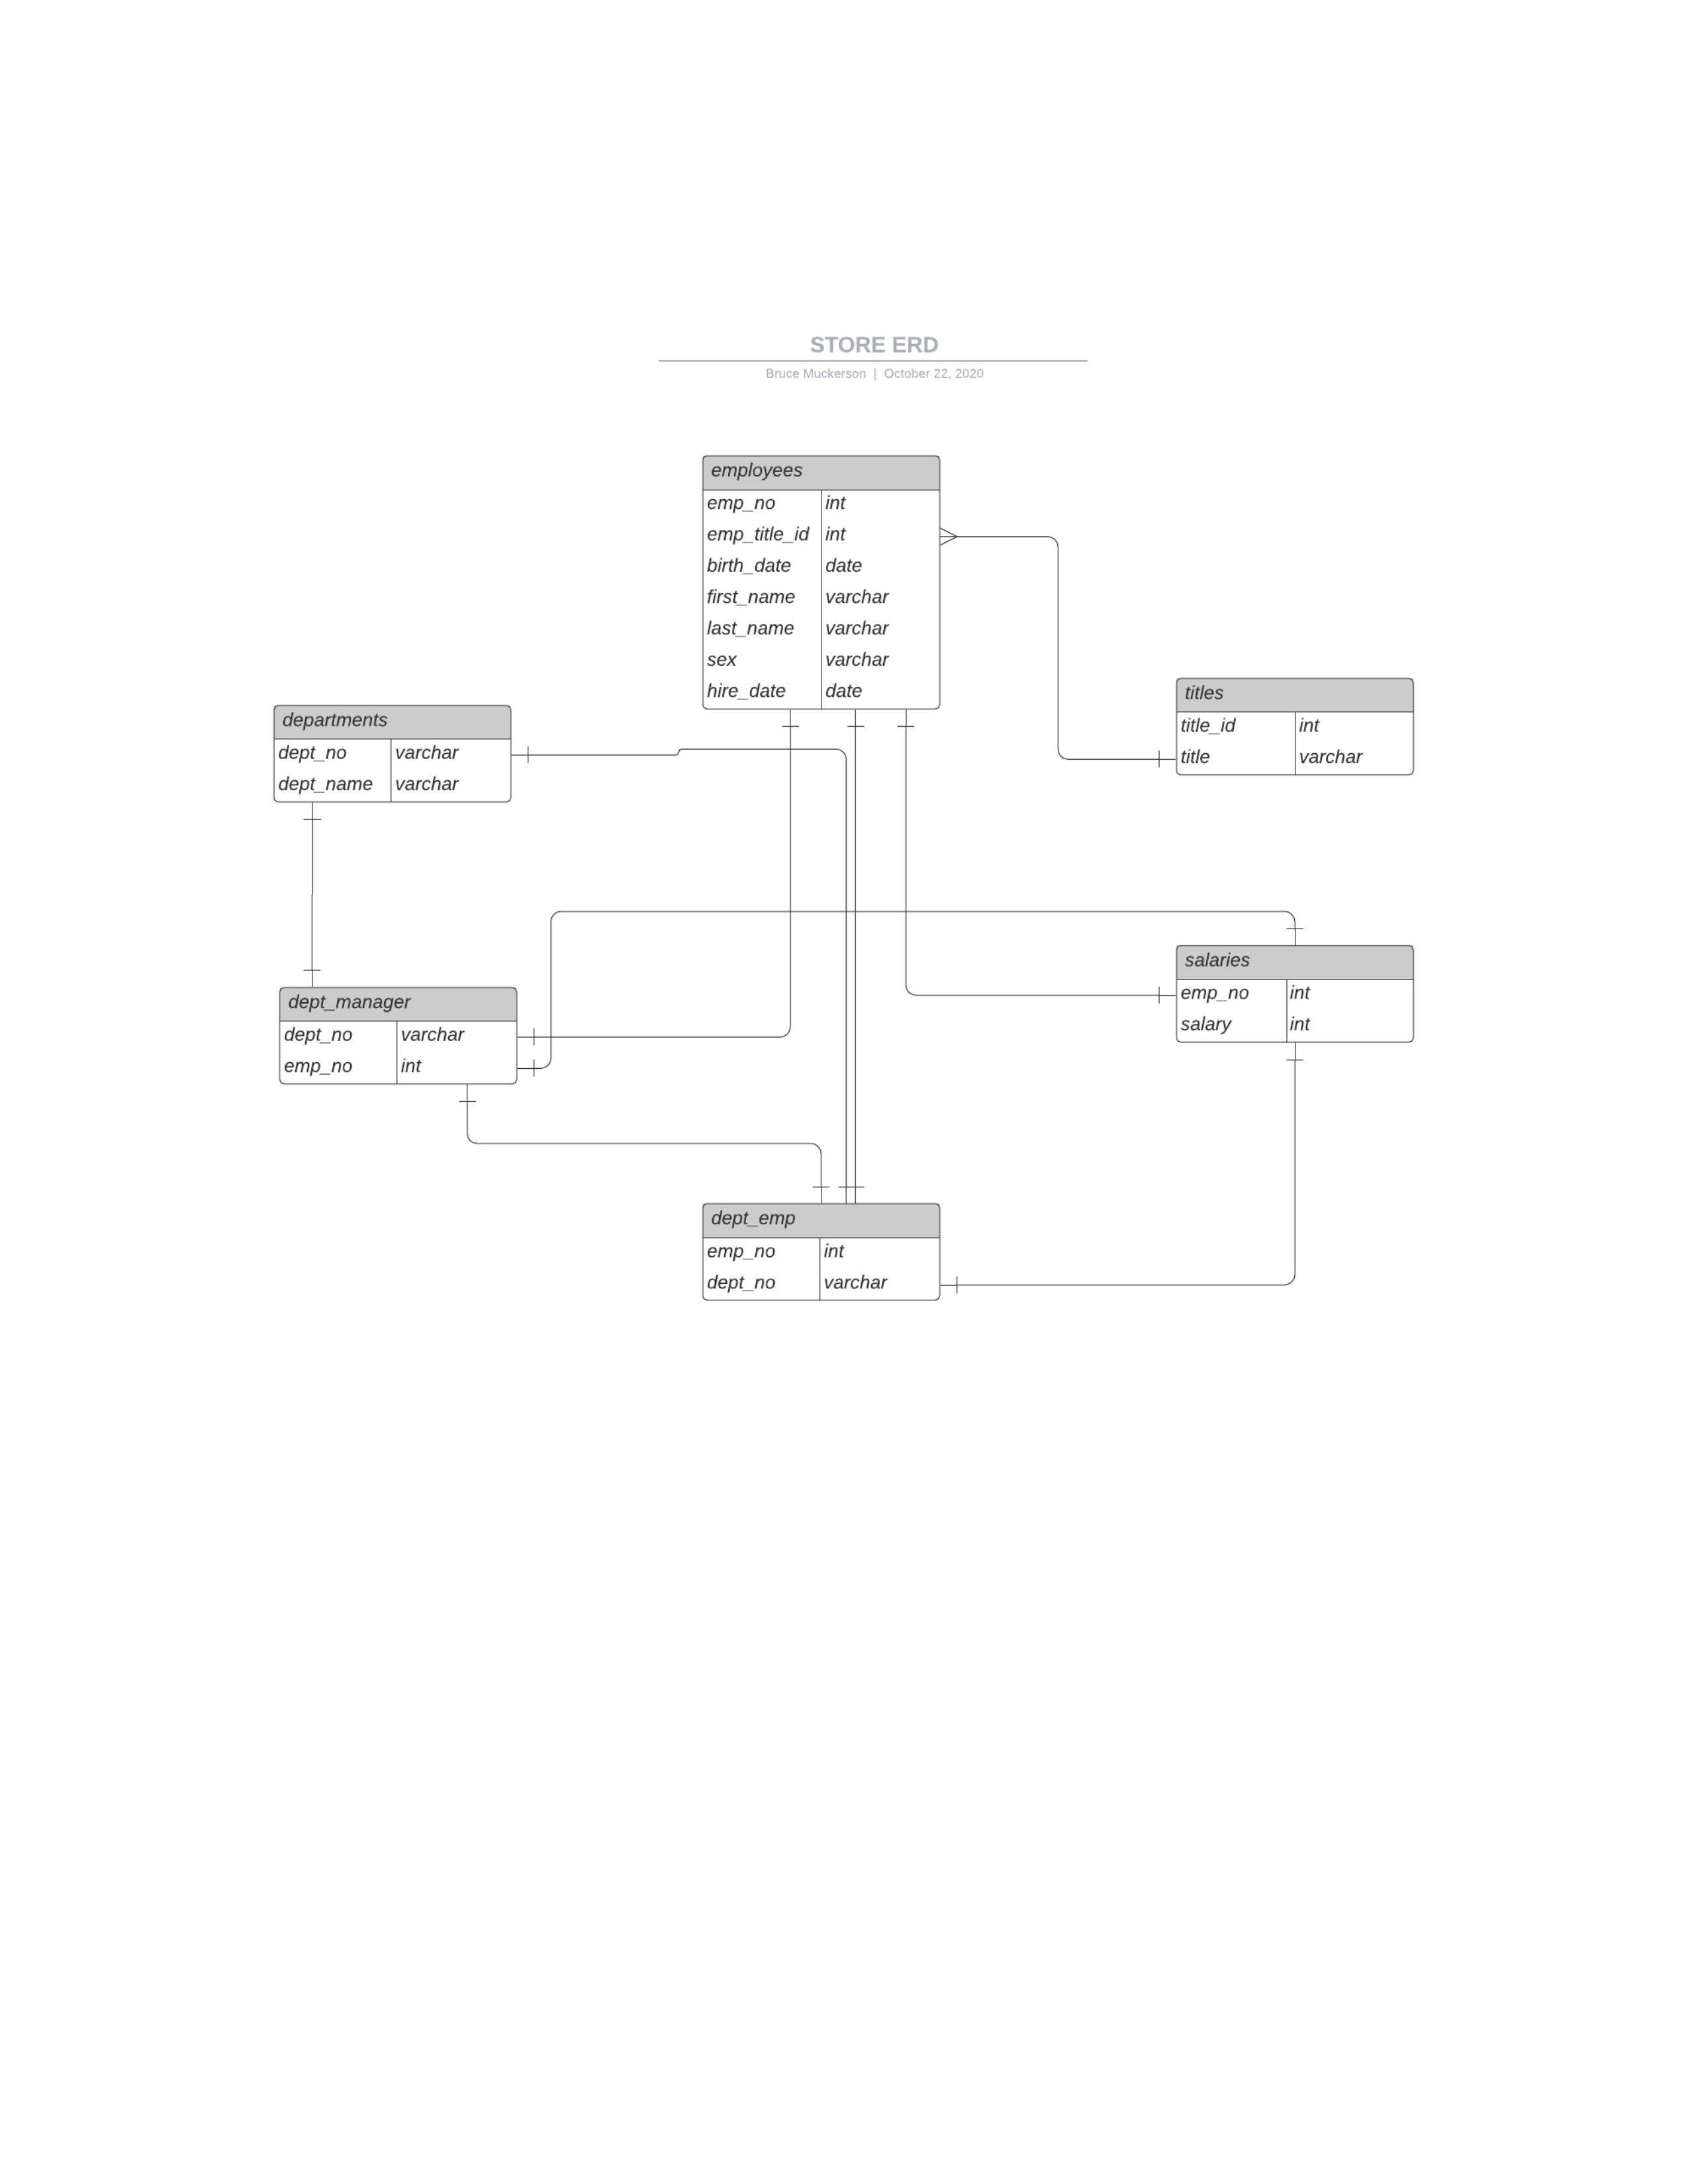 STORE ERD
Bruce Muckerson | October 22, 2020
employees
emp_no int
emp_title_id int
birth_date date
first_name varchar
last_name varchar
sex varchar
hire_date date
titles
title_id int
title varchar
departments
dept_no varchar
dept_name varchar
salaries
emp_no int
salary int
dept_manager
dept_no varchar
emp_no int
dept_emp
emp_no int
dept_no varchar